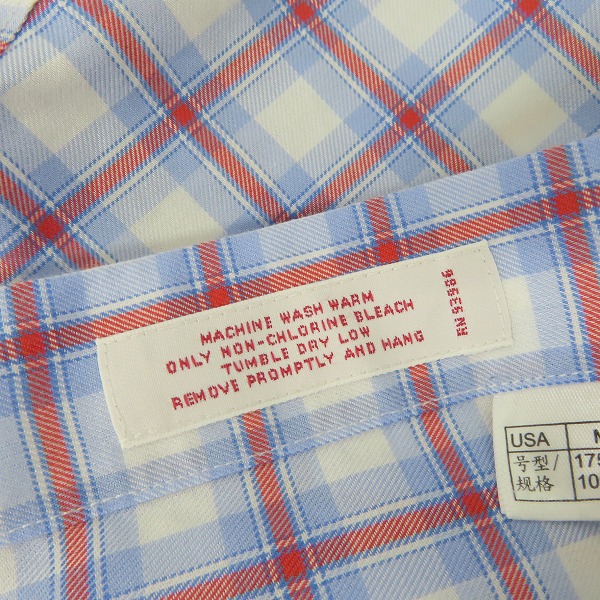 MACHINE WASH WARM
ONLY NON-CHLORINE BLEACH
TUMBLE DRY LOW
REMOVE PROMPTLY AND HANG
RN 93986
USA
号型/ 175
规格 10